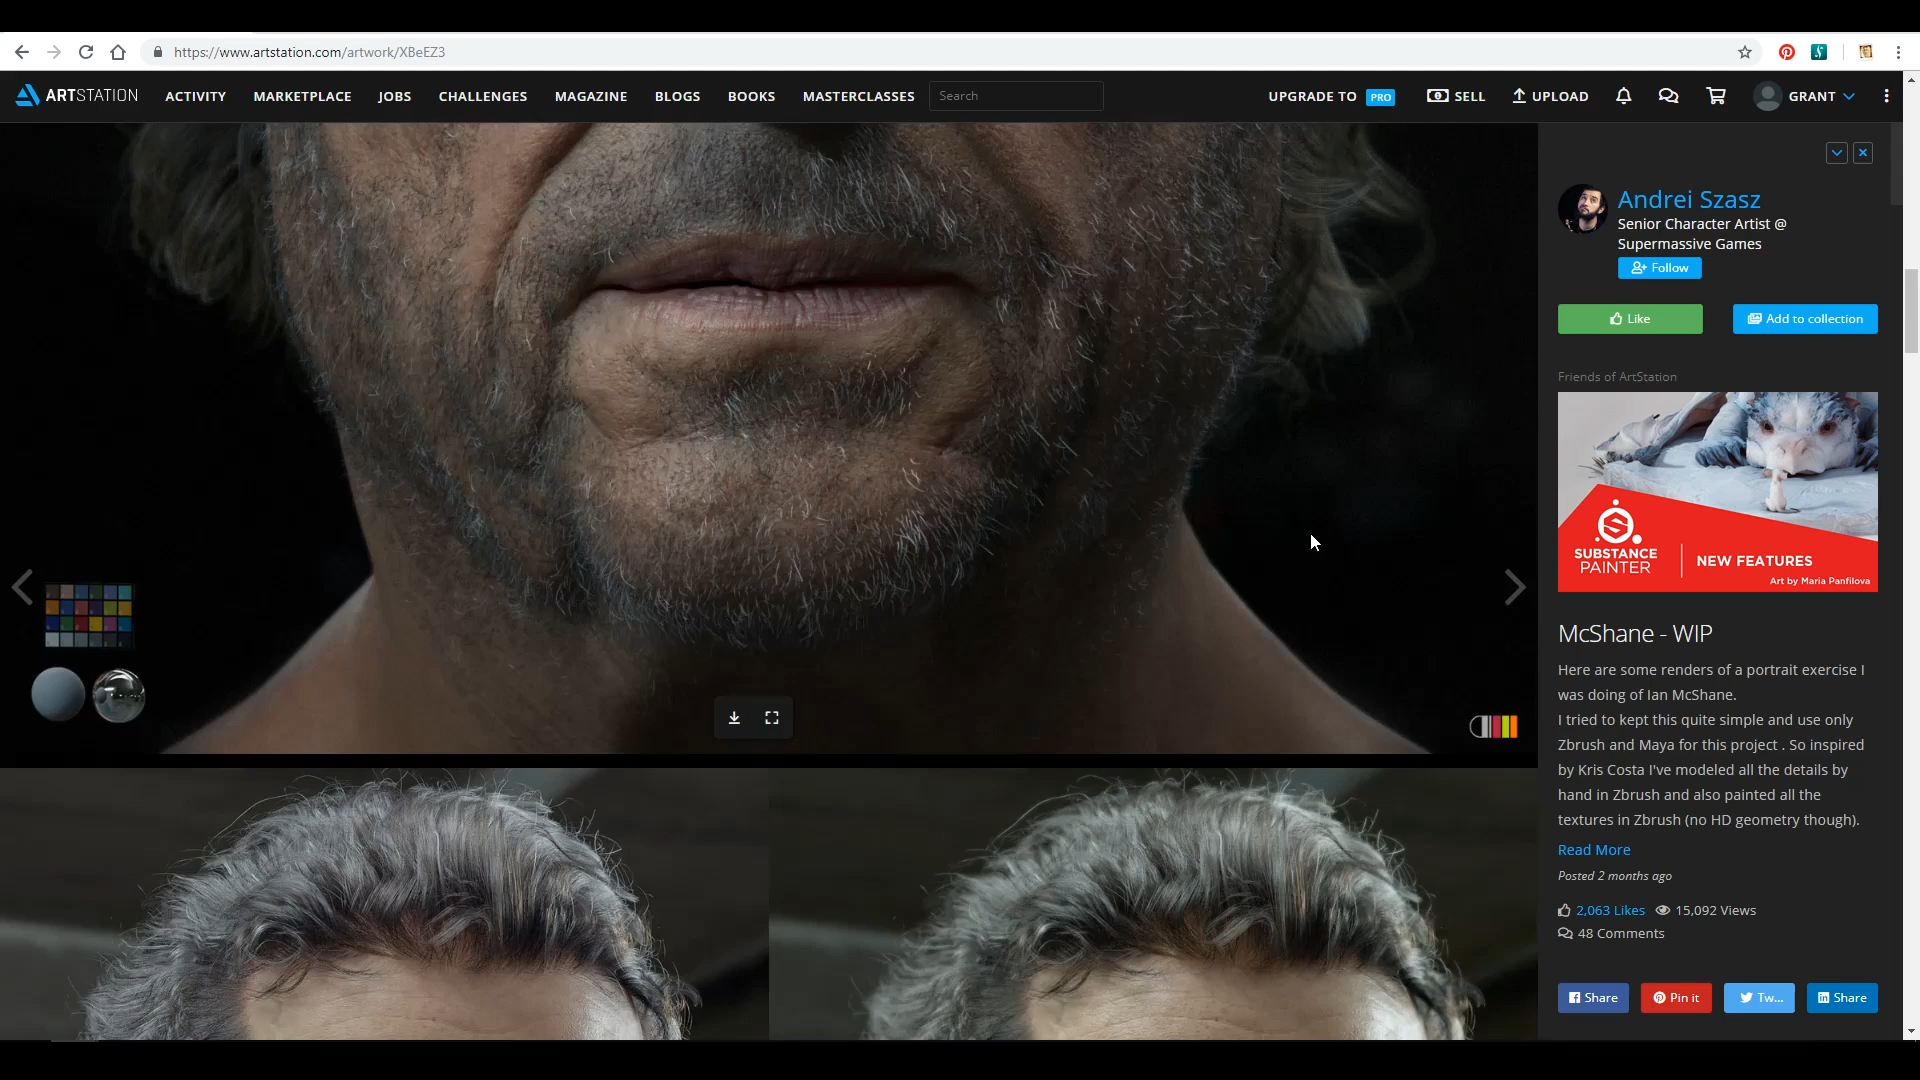 https://www.artstation.com/artwork/XBeEZ3
ARTSTATION ACTIVITY MARKETPLACE JOBS CHALLENGES MAGAZINE BLOGS BOOKS MASTERCLASSES Search UPGRADE TO PRO SELL UPLOAD GRANT
Andrei Szasz
Senior Character Artist @
Supermassive Games
Follow
Like Add to collection
Friends of ArtStation
SUBSTANCE
PAINTER
NEW FEATURES
Art by Maria Panfilova
McShane - WIP
Here are some renders of a portrait exercise I
was doing of Ian McShane.
I tried to kept this quite simple and use only
Zbrush and Maya for this project . So inspired
by Kris Costa I've modeled all the details by
hand in Zbrush and also painted all the
textures in Zbrush (no HD geometry though).
Read More
Posted 2 months ago
2,063 Likes 15,092 Views
48 Comments
Share Pin it Tw... Share